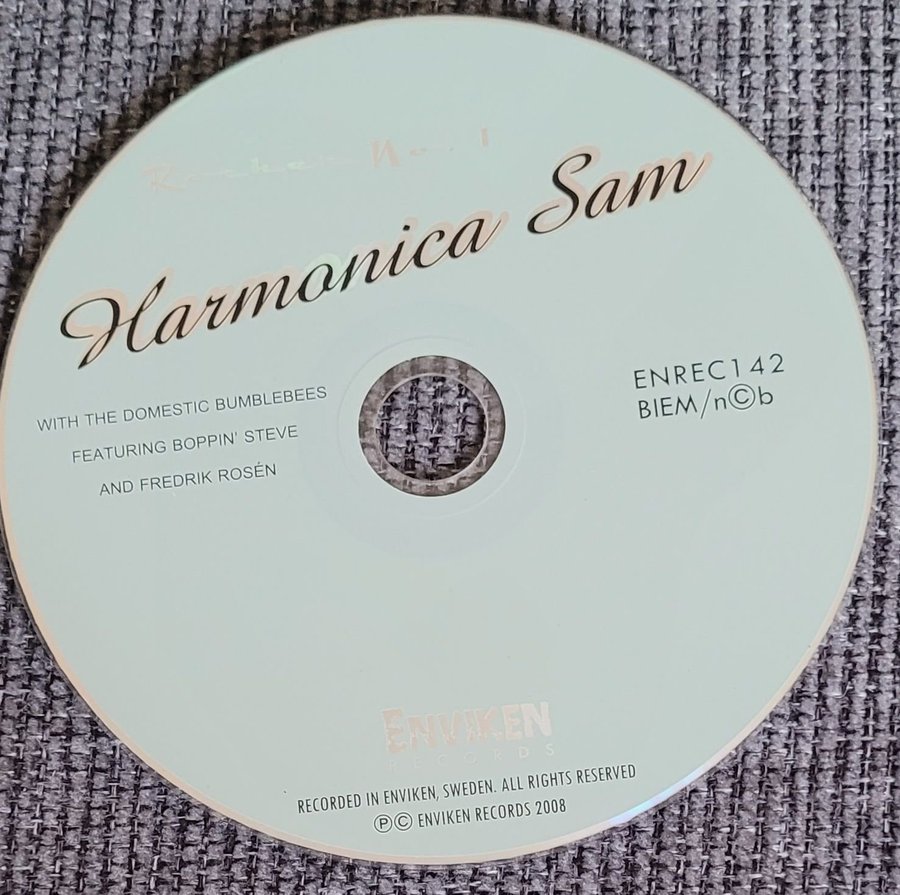 Harmonica Sam
WITH THE DOMESTIC BUMBLEBEES
FEATURING BOPPIN' STEVE
AND FREDRIK ROSÉN
ENREC142
BIEM/n©b
ENVIKEN
RECORDS
RECORDED IN ENVIKEN, SWEDEN. ALL RIGHTS RESERVED
℗© ENVIKEN RECORDS 2008